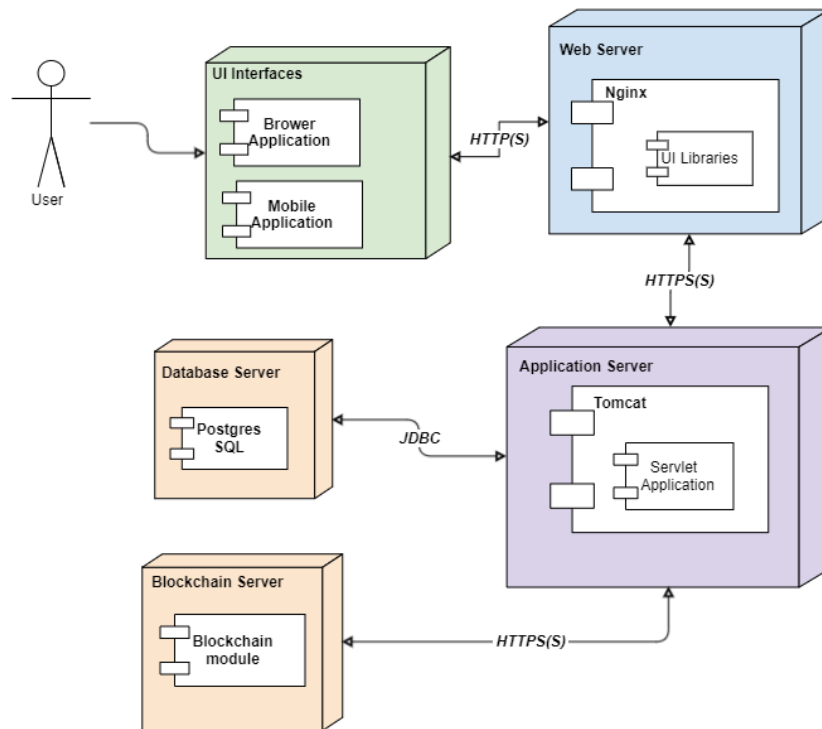 UI Interfaces
Brower
Application
Mobile
Application
User
HTTP(S)
Web Server
Nginx
UI Libraries
HTTPS(S)
Application Server
Tomcat
Servlet
Application
Database Server
Postgres
SQL
JDBC
Blockchain Server
Blockchain
module
HTTPS(S)